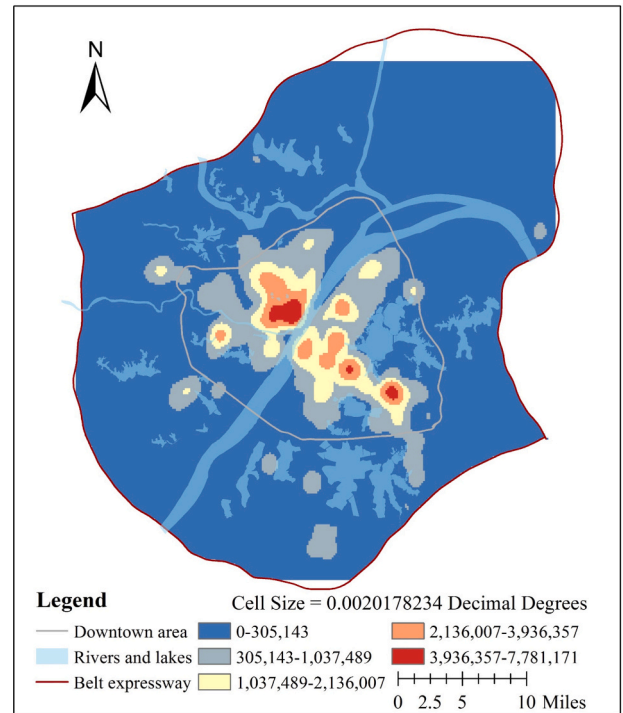 N
Legend
Cell Size = 0.0020178234 Decimal Degrees
Downtown area 0-305,143 2,136,007-3,936,357
Rivers and lakes 305,143-1,037,489 3,936,357-7,781,171
Belt expressway 1,037,489-2,136,007
0 2.5 5 10 Miles